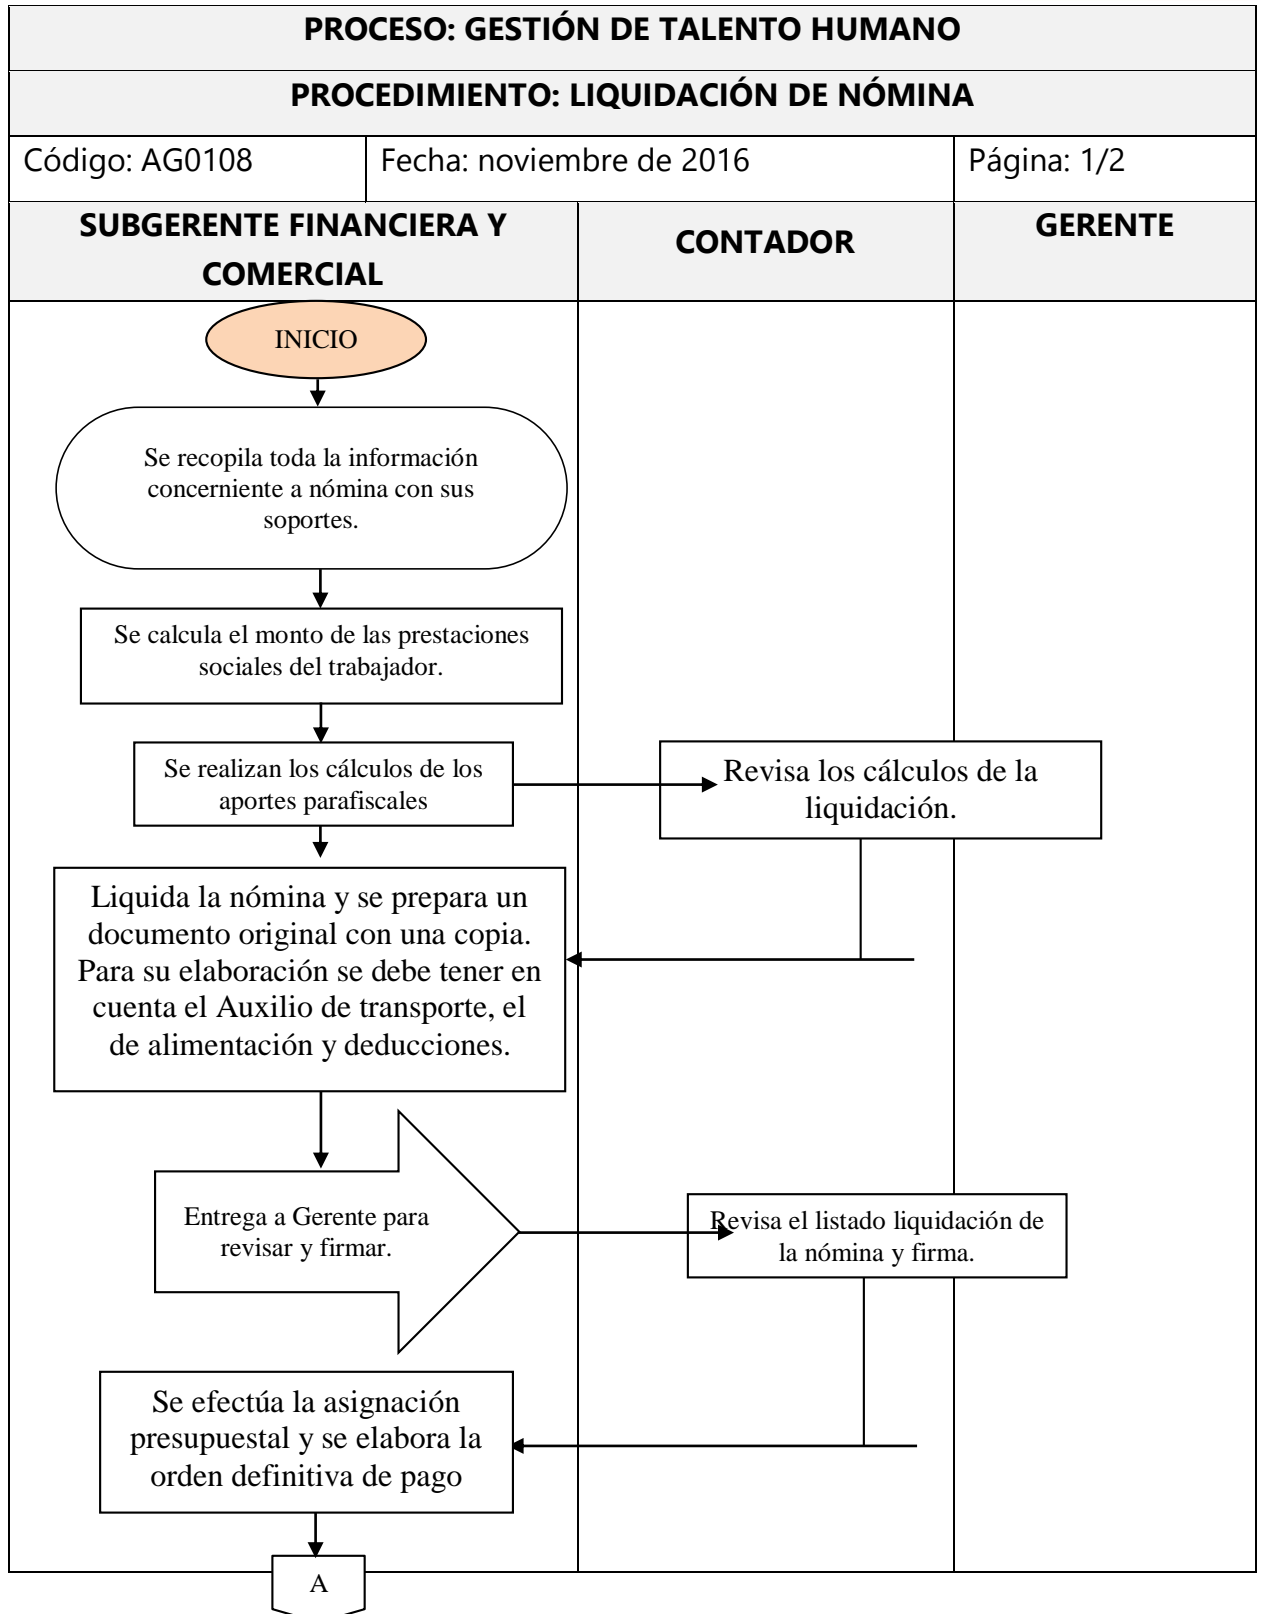 PROCESO: GESTIÓN DE TALENTO HUMANO
PROCEDIMIENTO: LIQUIDACIÓN DE NÓMINA
Código: AG0108
Fecha: noviembre de 2016
Página: 1/2
SUBGERENTE FINANCIERA Y
COMERCIAL
CONTADOR
GERENTE
INICIO
Se recopila toda la información
concerniente a nómina con sus
soportes.
Se calcula el monto de las prestaciones
sociales del trabajador.
Se realizan los cálculos de los
aportes parafiscales
Revisa los cálculos de la
liquidación.
Liquida la nómina y se prepara un
documento original con una copia.
Para su elaboración se debe tener en
cuenta el Auxilio de transporte, el
de alimentación y deducciones.
Entrega a Gerente para
revisar y firmar.
Revisa el listado liquidación de
la nómina y firma.
Se efectúa la asignación
presupuestal y se elabora la
orden definitiva de pago
A